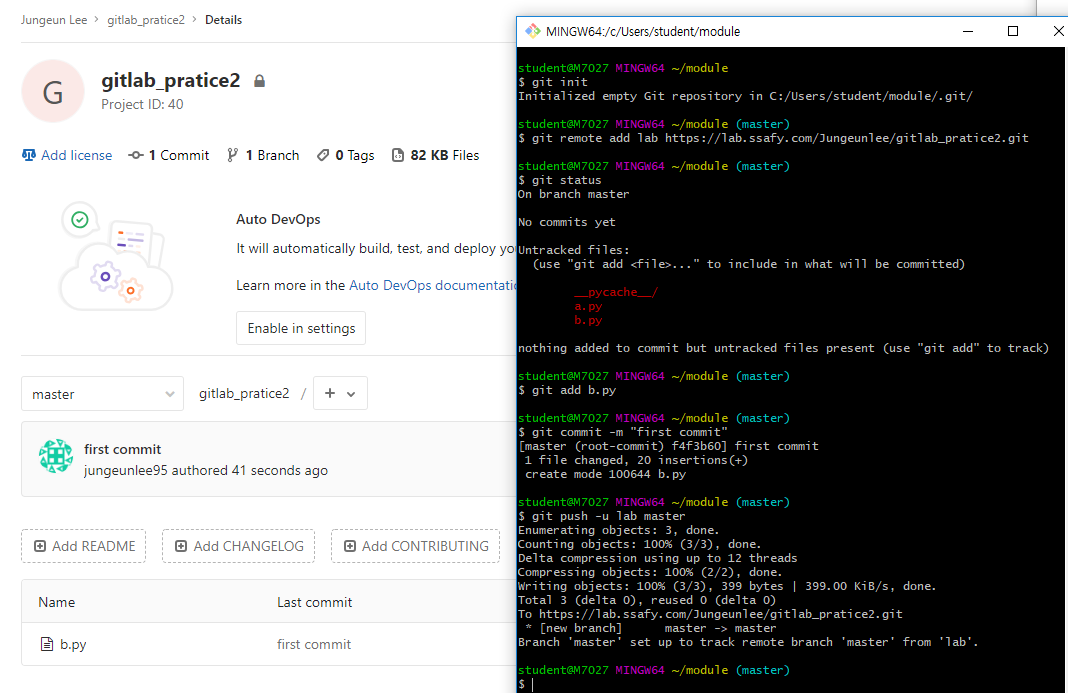 Jungeun Lee > gitlab_pratice2 > Details
G
gitlab_pratice2
Project ID: 40
Add license
1 Commit
1 Branch
0 Tags
82 KB Files
Auto DevOps
It will automatically build, test, and deploy yo
Learn more in the Auto DevOps documentatio
Enable in settings
master
gitlab_pratice2 / +
first commit
jungeunlee95 authored 41 seconds ago
Add README
Add CHANGELOG
Add CONTRIBUTING
Name Last commit
b.py first commit
MINGW64:/c/Users/student/module
student@M7027 MINGW64 ~/module
$ git init
Initialized empty Git repository in C:/Users/student/module/.git/
student@M7027 MINGW64 ~/module (master)
$ git remote add lab https://lab.ssafy.com/Jungeunlee/gitlab_pratice2.git
student@M7027 MINGW64 ~/module (master)
$ git status
On branch master
No commits yet
Untracked files:
(use "git add <file>..." to include in what will be committed)
__pycache__/
a.py
b.py
nothing added to commit but untracked files present (use "git add" to track)
student@M7027 MINGW64 ~/module (master)
$ git add b.py
student@M7027 MINGW64 ~/module (master)
$ git commit -m "first commit"
[master (root-commit) f4f3b60] first commit
1 file changed, 20 insertions(+)
create mode 100644 b.py
student@M7027 MINGW64 ~/module (master)
$ git push -u lab master
Enumerating objects: 3, done.
Counting objects: 100% (3/3), done.
Delta compression using up to 12 threads
Compressing objects: 100% (2/2), done.
Writing objects: 100% (3/3), 399 bytes | 399.00 KiB/s, done.
Total 3 (delta 0), reused 0 (delta 0)
To https://lab.ssafy.com/Jungeunlee/gitlab_pratice2.git
* [new branch] master -> master
Branch 'master' set up to track remote branch 'master' from 'lab'.
student@M7027 MINGW64 ~/module (master)
$